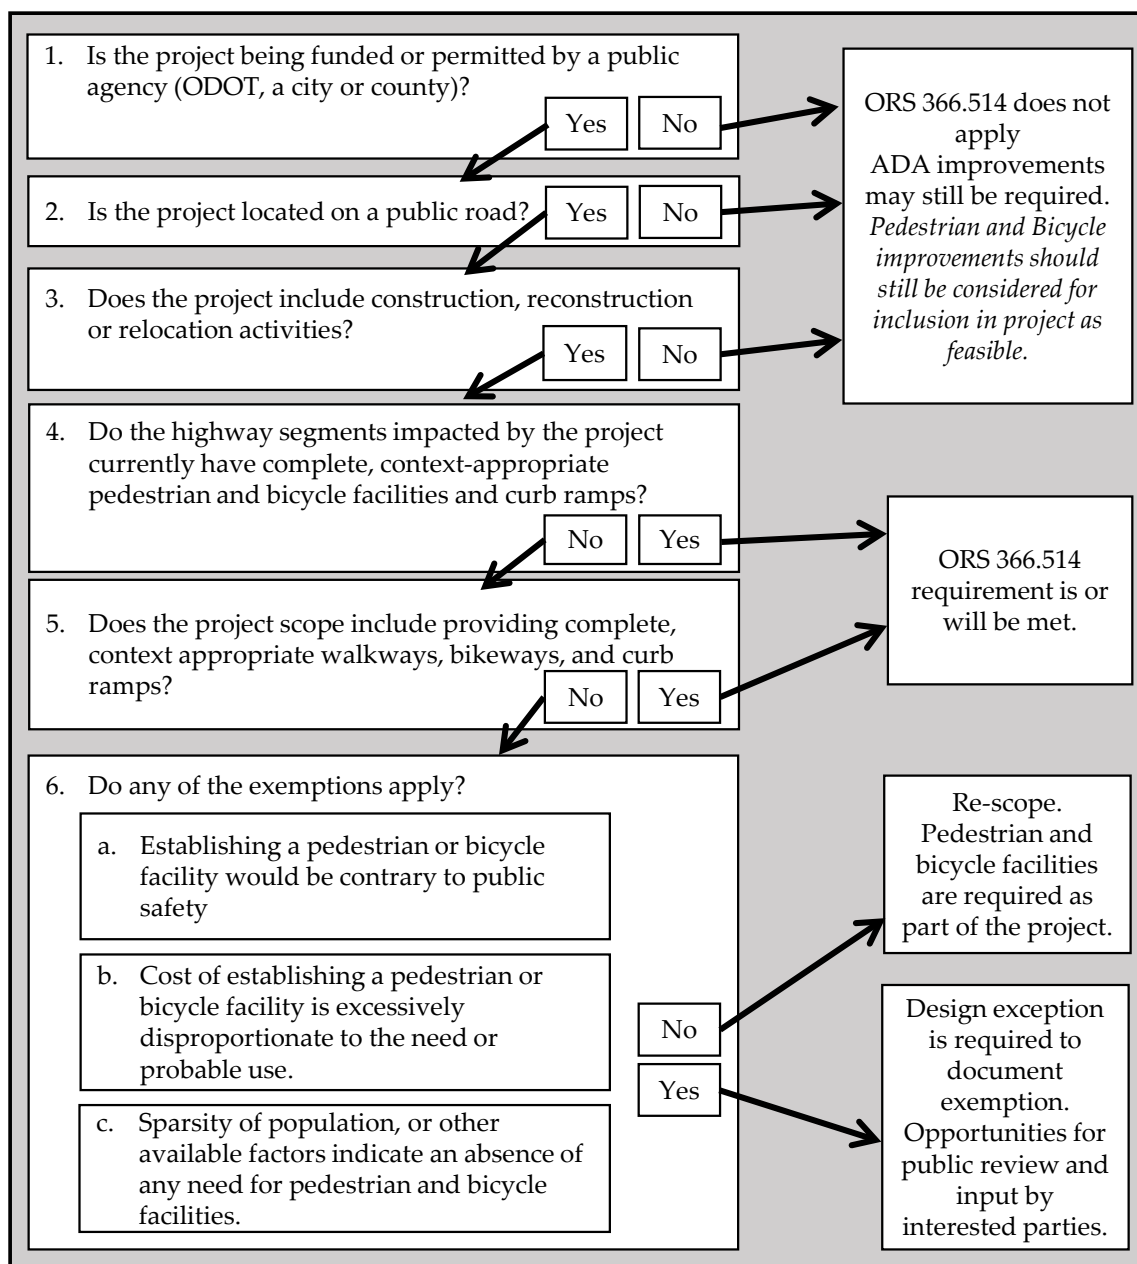 1. Is the project being funded or permitted by a public
agency (ODOT, a city or county)?
Yes
No
ORS 366.514 does not
apply
ADA improvements
may still be required.
Pedestrian and Bicycle
improvements should
still be considered for
inclusion in project as
feasible.
2. Is the project located on a public road?
Yes
No
3. Does the project include construction, reconstruction
or relocation activities?
Yes
No
4. Do the highway segments impacted by the project
currently have complete, context-appropriate
pedestrian and bicycle facilities and curb ramps?
No
Yes
ORS 366.514
requirement is or
will be met.
5. Does the project scope include providing complete,
context appropriate walkways, bikeways, and curb
ramps?
No
Yes
6. Do any of the exemptions apply?
a. Establishing a pedestrian or bicycle
facility would be contrary to public
safety
b. Cost of establishing a pedestrian or
bicycle facility is excessively
disproportionate to the need or
probable use.
c. Sparsity of population, or other
available factors indicate an absence of
any need for pedestrian and bicycle
facilities.
No
Yes
Re-scope.
Pedestrian and
bicycle facilities
are required as
part of the project.
Design exception
is required to
document
exemption.
Opportunities for
public review and
input by
interested parties.